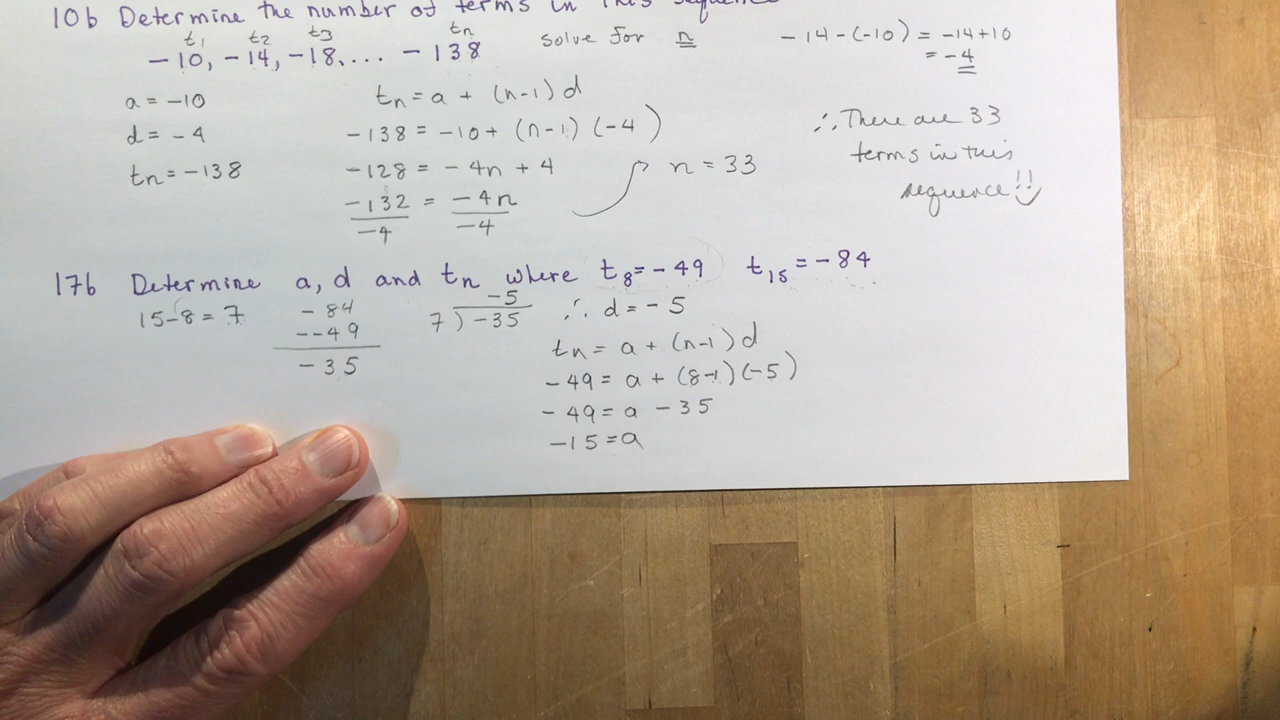 10b Determine the number of terms in this sequence
t1 t2 t3 tn
-10, -14, -18, ... -138
solve for n
-14-(-10) = -14+10
= -4
a = -10
d = -4
tn = -138
tn = a + (n-1)d
-138 = -10 + (n-1)(-4)
-128 = -4n + 4
-132 = -4n
-4 -4
n = 33
∴ There are 33
terms in this
sequence!!
17b Determine a, d and tn where t8 = -49 t15 = -84
15-8 = 7
-84
--49
-35
-5
7)-35
∴ d = -5
tn = a + (n-1)d
-49 = a + (8-1)(-5)
-49 = a - 35
-15 = a